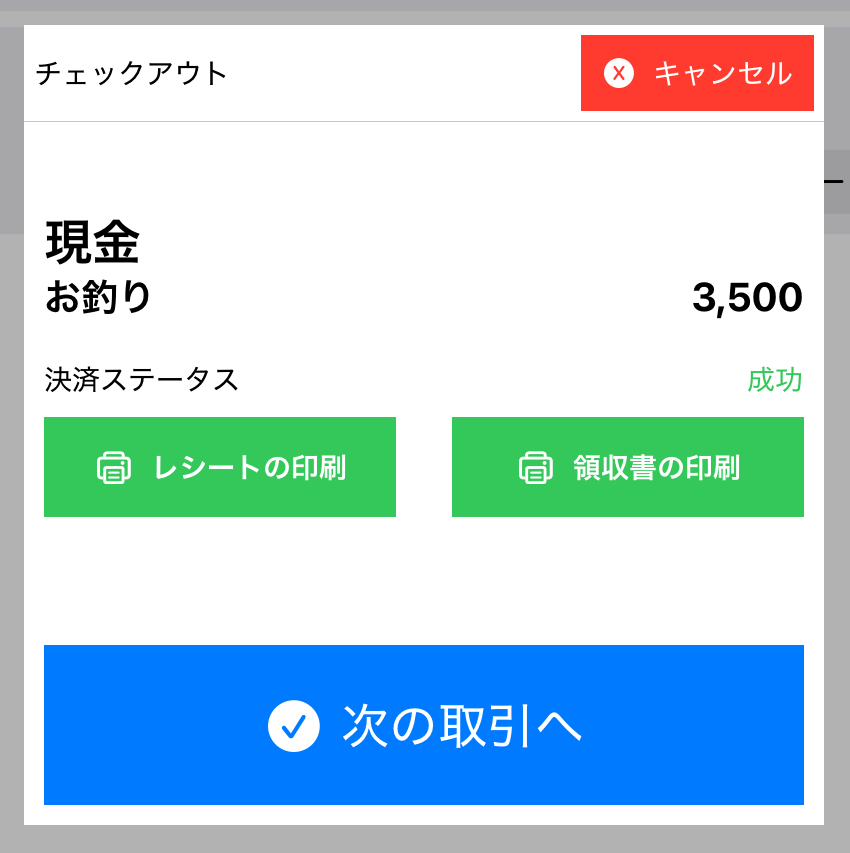 チェックアウト
キャンセル
現金
お釣り 3,500
決済ステータス 成功
レシートの印刷 領収書の印刷
次の取引へ